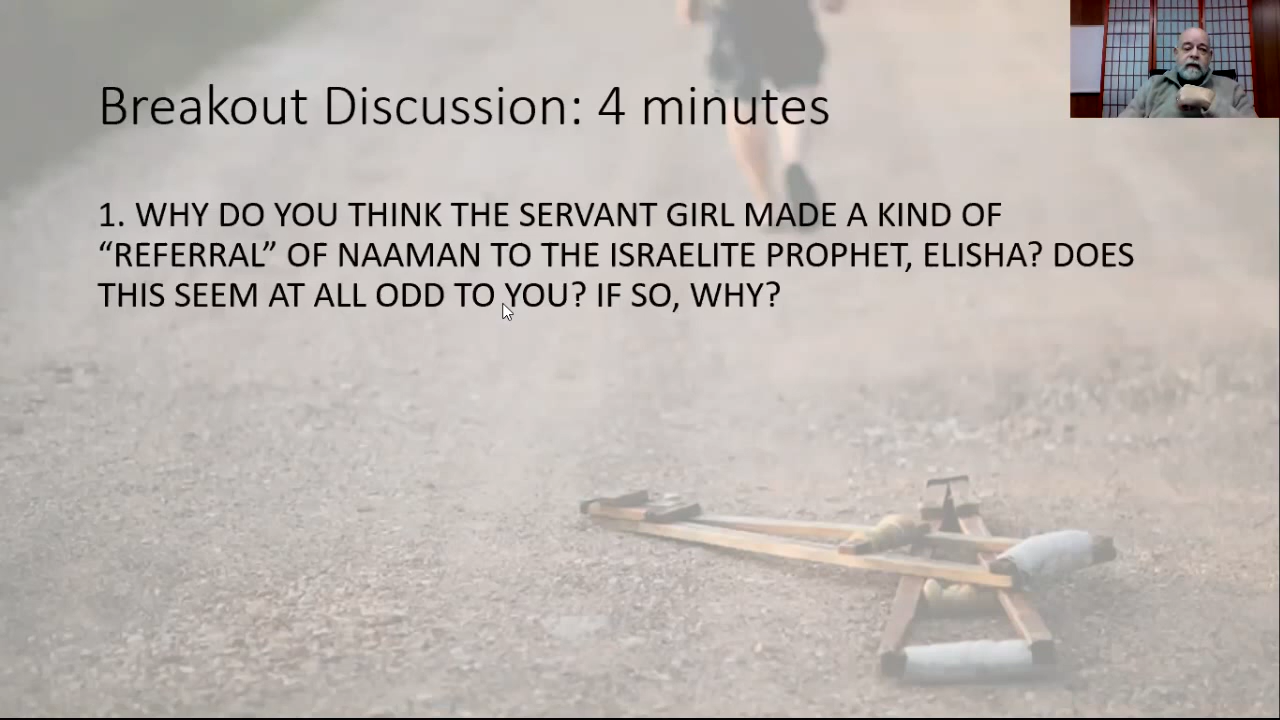 Breakout Discussion: 4 minutes
1. WHY DO YOU THINK THE SERVANT GIRL MADE A KIND OF
“REFERRAL” OF NAAMAN TO THE ISRAELITE PROPHET, ELISHA? DOES
THIS SEEM AT ALL ODD TO YOU? IF SO, WHY?